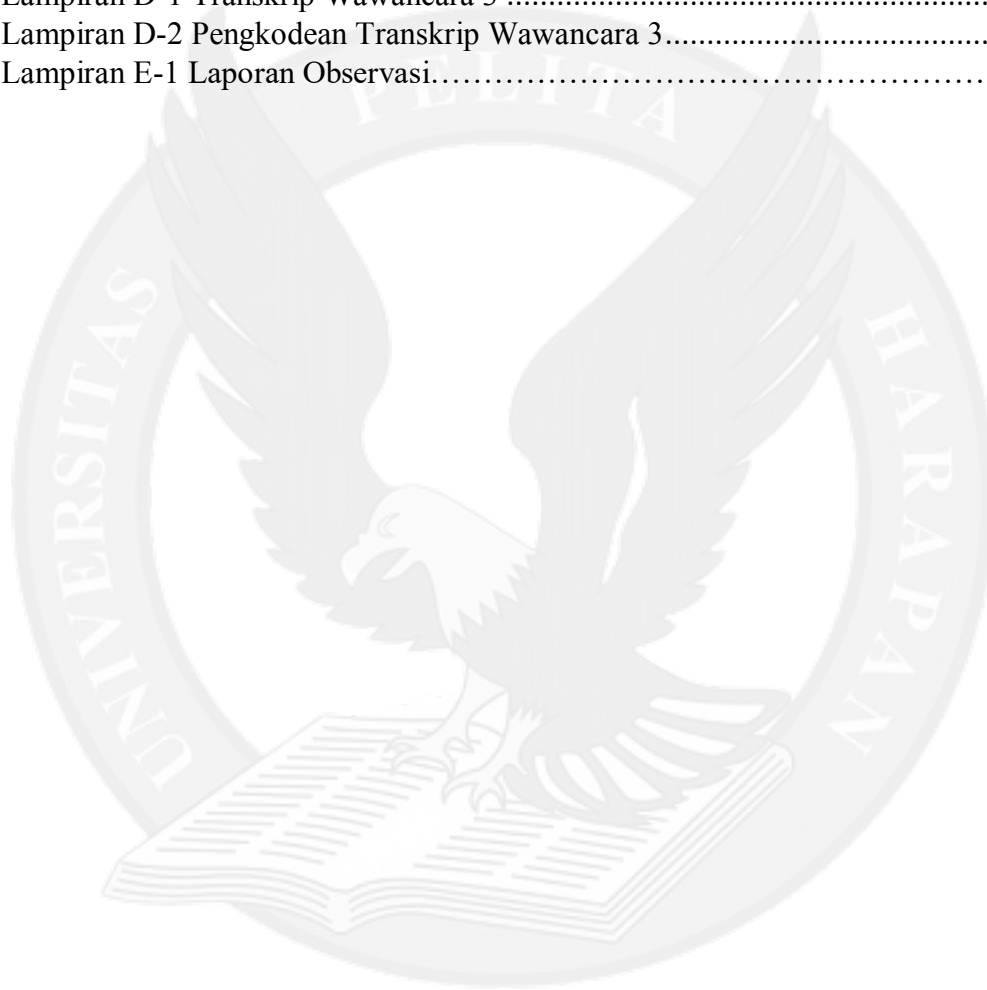 Lampiran D-1 Transkrip Wawancara 3 ............................................................
Lampiran D-2 Pengkodean Transkrip Wawancara 3.......................................
Lampiran E-1 Laporan Observasi……………………………………………
UNIVERSITAS PELITA HARAPAN